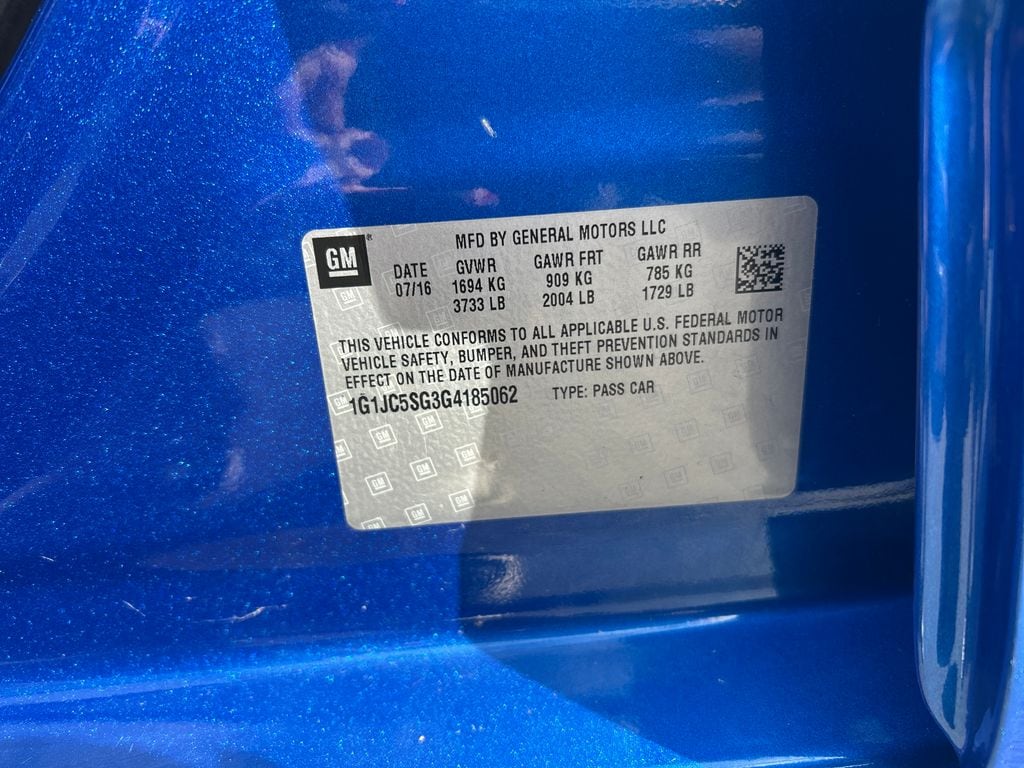 GM
MFD BY GENERAL MOTORS LLC
DATE GVWR GAWR FRT GAWR RR
07/16 1694 KG 909 KG 785 KG
3733 LB 2004 LB 1729 LB
THIS VEHICLE CONFORMS TO ALL APPLICABLE U.S. FEDERAL MOTOR
VEHICLE SAFETY, BUMPER, AND THEFT PREVENTION STANDARDS IN
EFFECT ON THE DATE OF MANUFACTURE SHOWN ABOVE.
1G1JC5SG3G4185062 TYPE: PASS CAR